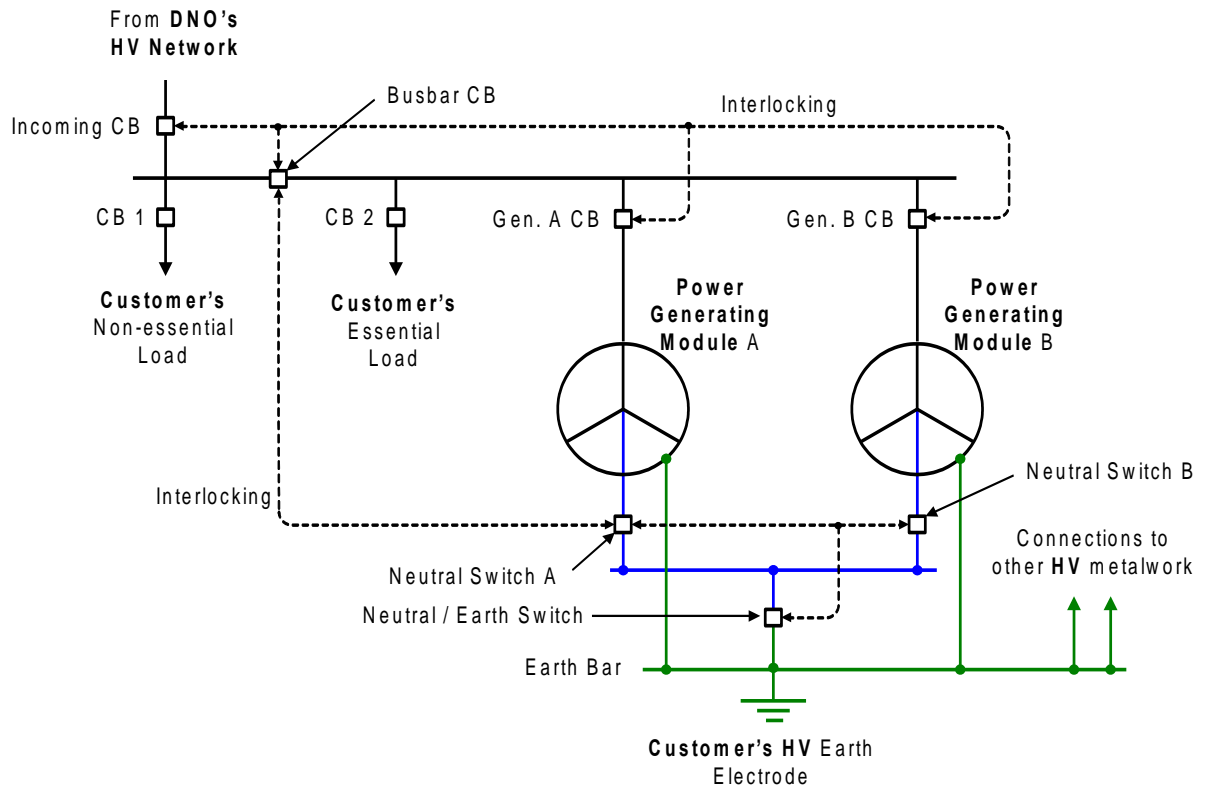 From DNO's
HV Network
Busbar CB
Interlocking
Incoming CB
CB 1
CB 2
Gen. A CB
Gen. B CB
Customer's
Non-essential
Load
Customer's
Essential
Load
Power
Generating
Module A
Power
Generating
Module B
Interlocking
Neutral Switch B
Connections to
other HV metalwork
Neutral Switch A
Neutral / Earth Switch
Earth Bar
Customer's HV Earth
Electrode